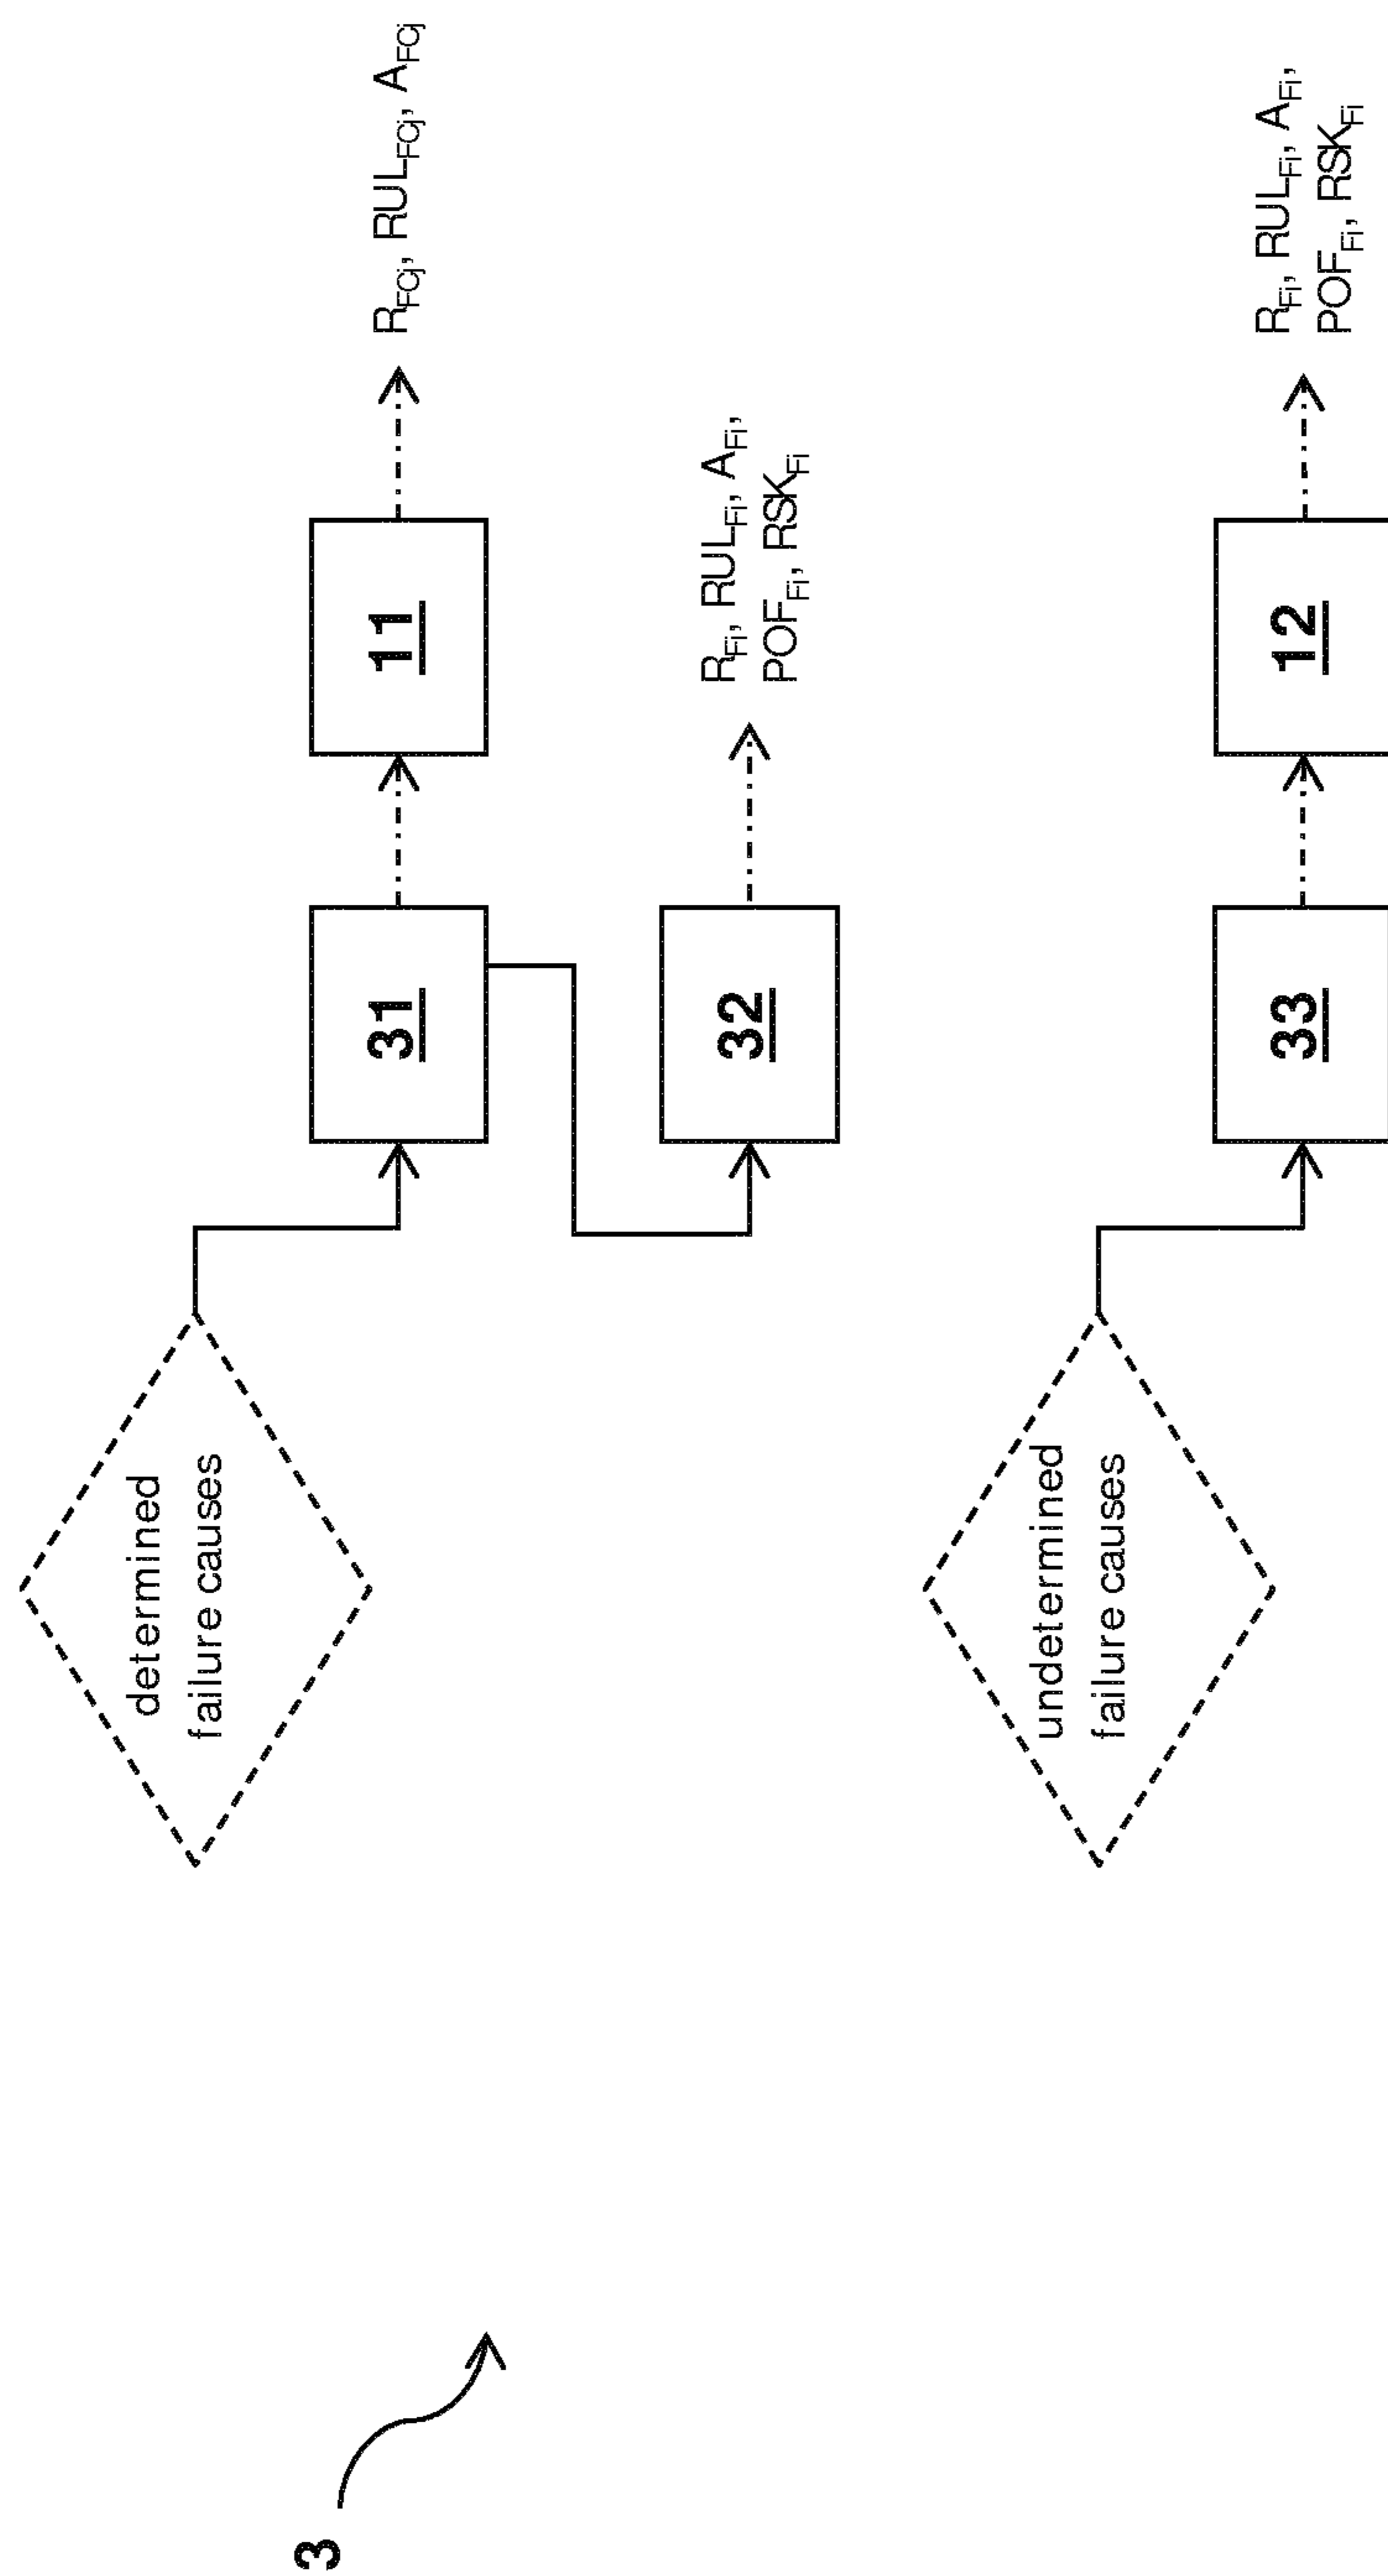 3
determined
failure causes
31
11
R_FCj, RUL_FCj, A_FCj
32
R_Fi, RUL_Fi, A_Fi,
POF_Fi, RSK_Fi
undetermined
failure causes
33
12
R_Fi, RUL_Fi, A_Fi,
POF_Fi, RSK_Fi